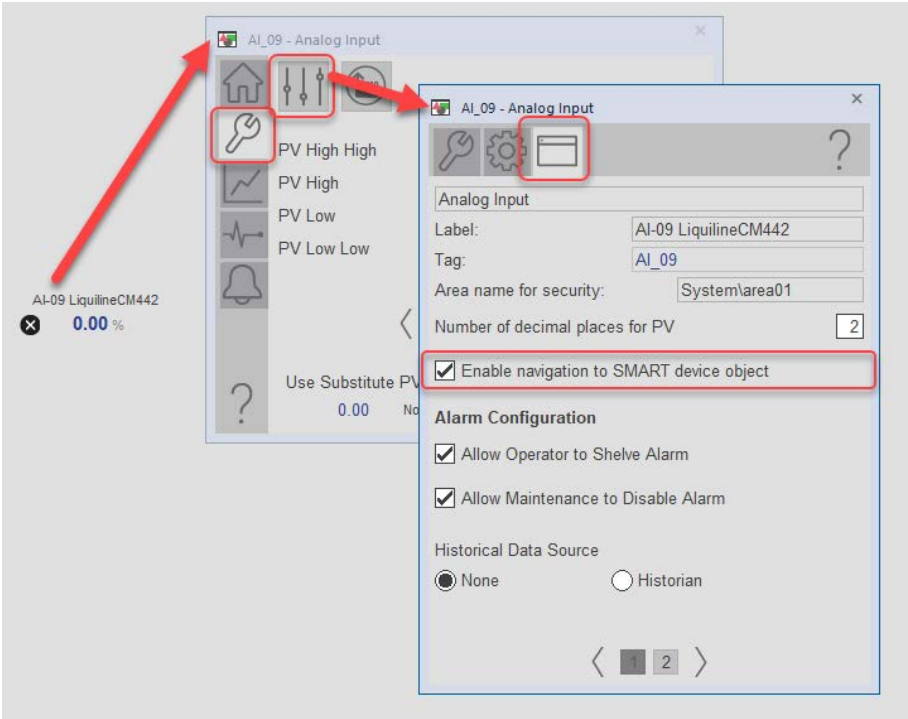 AI_09 - Analog Input
PV High High
PV High
PV Low
PV Low Low
Use Substitute PV
0.00 No
AI-09 LiquilineCM442
0.00 %
AI_09 - Analog Input
Analog Input
Label: AI-09 LiquilineCM442
Tag: AI_09
Area name for security: System\area01
Number of decimal places for PV 2
Enable navigation to SMART device object
Alarm Configuration
Allow Operator to Shelve Alarm
Allow Maintenance to Disable Alarm
Historical Data Source
None Historian
1 2